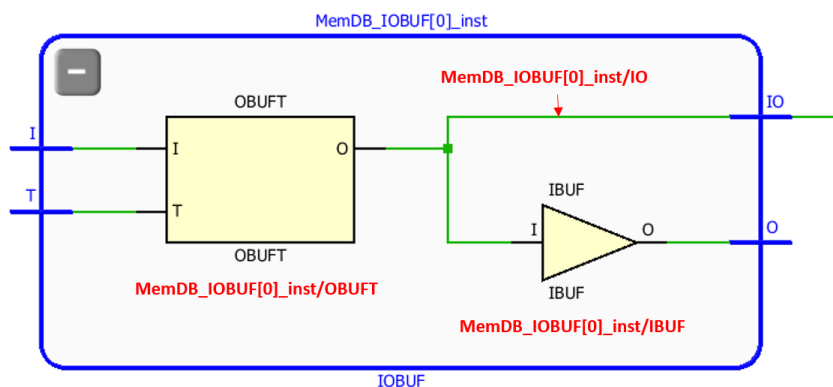 MemDB_IOBUF[0]_inst
MemDB_IOBUF[0]_inst/IO
OBUFT
IO
I
I
O
T
T
IBUF
I
O
O
OBUFT
IBUF
MemDB_IOBUF[0]_inst/OBUFT
MemDB_IOBUF[0]_inst/IBUF
IOBUF